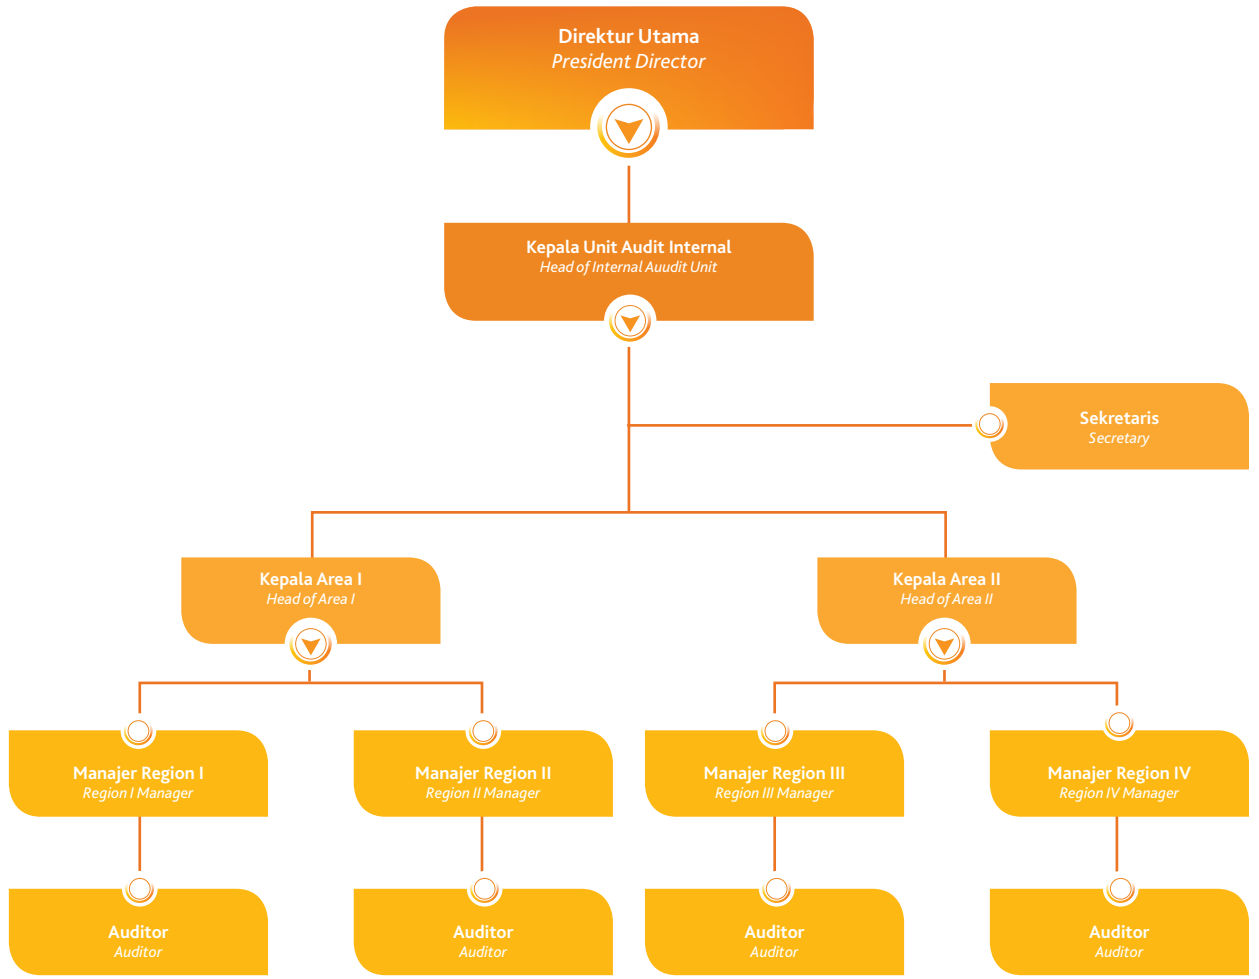 Direktur Utama
President Director
Kepala Unit Audit Internal
Head of Internal Auudit Unit
Sekretaris
Secretary
Kepala Area I
Head of Area I
Kepala Area II
Head of Area II
Manajer Region I
Region I Manager
Manajer Region II
Region II Manager
Manajer Region III
Region III Manager
Manajer Region IV
Region IV Manager
Auditor
Auditor
Auditor
Auditor
Auditor
Auditor
Auditor
Auditor